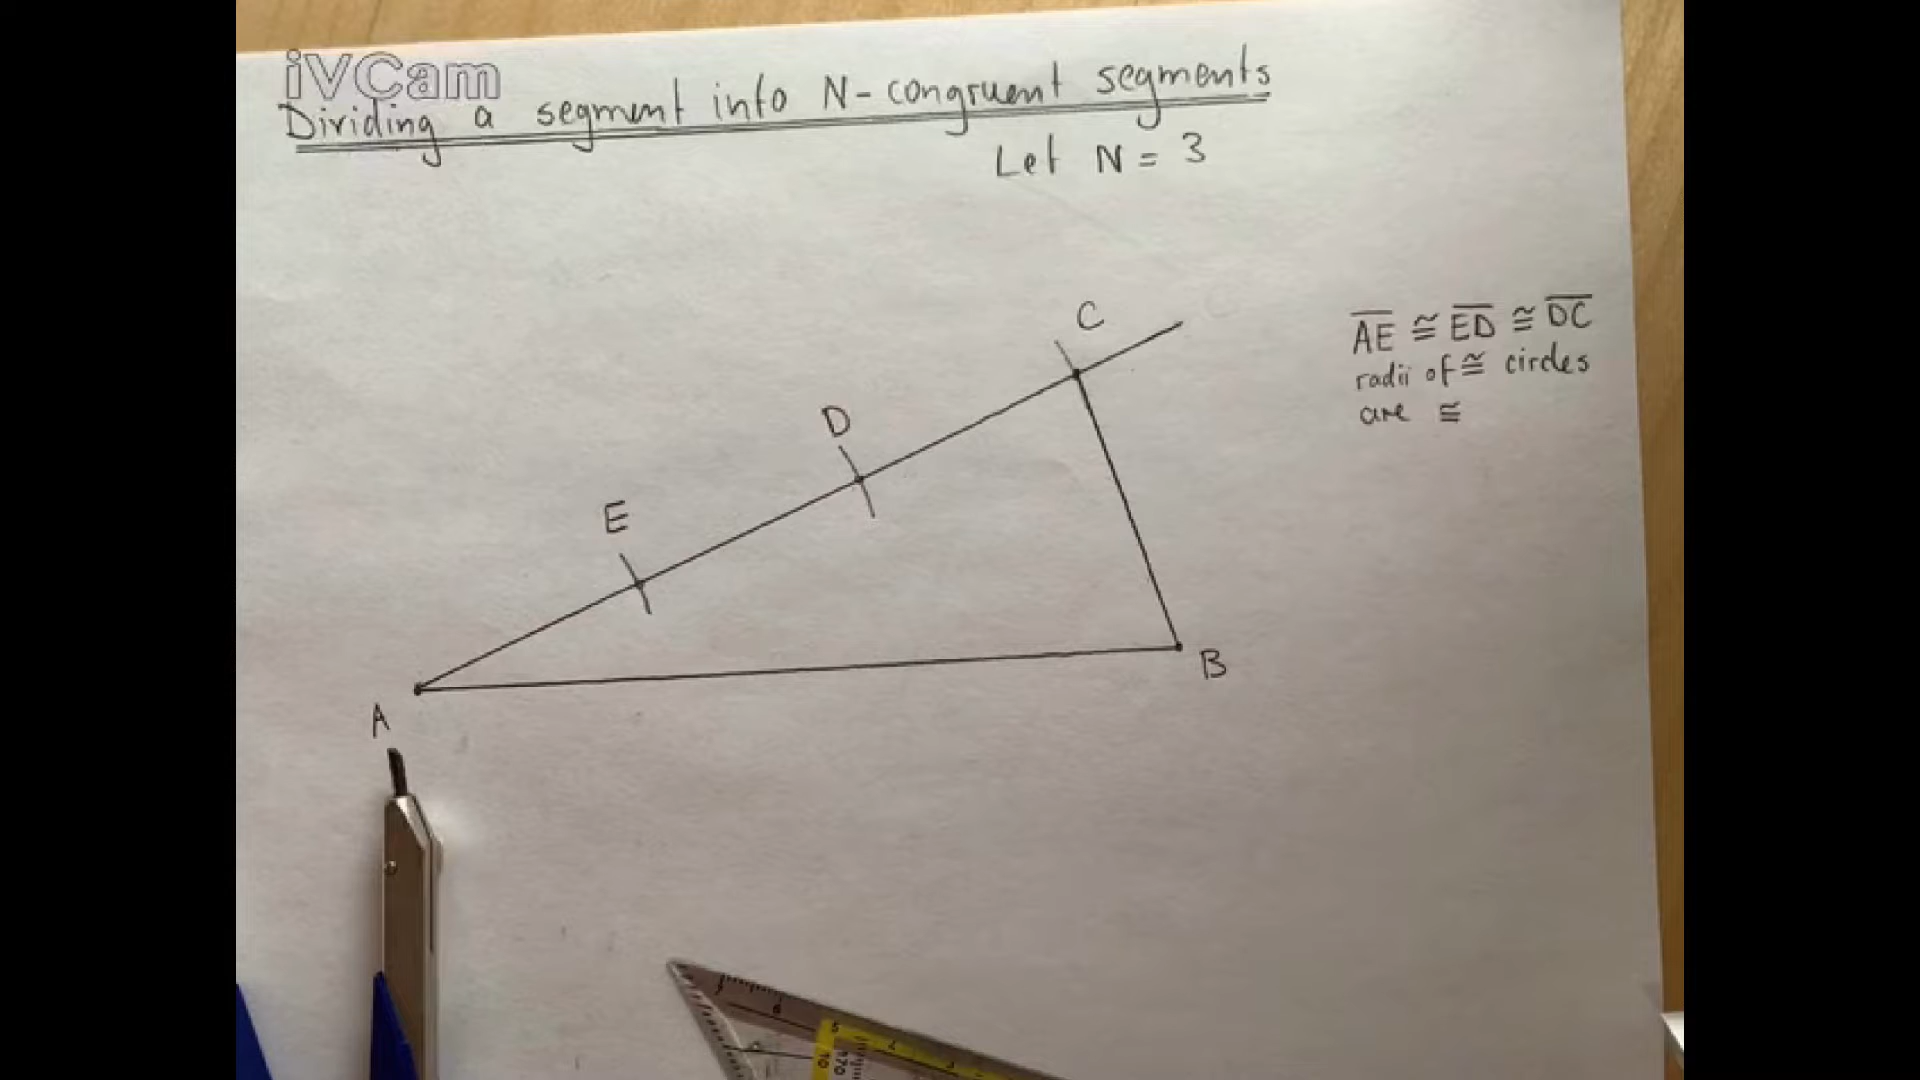 iVCam
Dividing a segment into N-congruent segments
Let N = 3
C
D
E
A
B
AE ≅ ED ≅ DC
radii of ≅ circles
are ≅